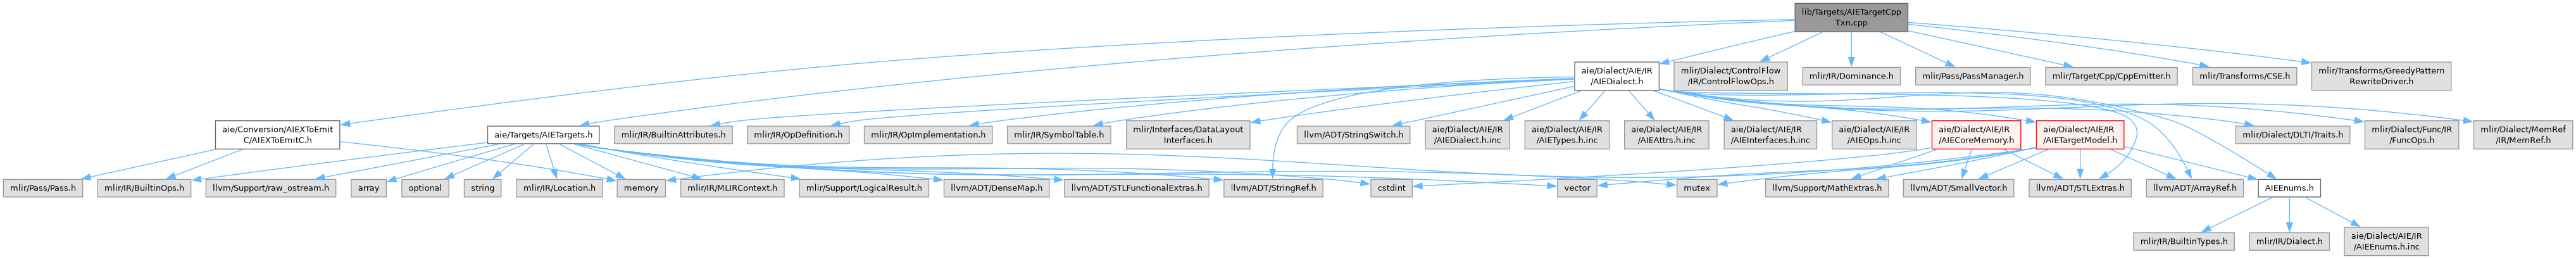 lib/Targets/AIETargetCpp
Txn.cpp
aie/Dialect/AIE/IR
/AIEDialect.h
mlir/Dialect/ControlFlow
/IR/ControlFlowOps.h
mlir/IR/Dominance.h
mlir/Pass/PassManager.h
mlir/Target/Cpp/CppEmitter.h
mlir/Transforms/CSE.h
mlir/Transforms/GreedyPattern
RewriteDriver.h
aie/Conversion/AIEXToEmit
C/AIEXToEmitC.h
aie/Targets/AIETargets.h
mlir/IR/BuiltinAttributes.h
mlir/IR/OpDefinition.h
mlir/IR/OpImplementation.h
mlir/IR/SymbolTable.h
mlir/Interfaces/DataLayout
Interfaces.h
llvm/ADT/StringSwitch.h
aie/Dialect/AIE/IR
/AIEDialect.h.inc
aie/Dialect/AIE/IR
/AIETypes.h.inc
aie/Dialect/AIE/IR
/AIEAttrs.h.inc
aie/Dialect/AIE/IR
/AIEInterfaces.h.inc
aie/Dialect/AIE/IR
/AIEOps.h.inc
aie/Dialect/AIE/IR
/AIECoreMemory.h
aie/Dialect/AIE/IR
/AIETargetModel.h
mlir/Dialect/DLTI/Traits.h
mlir/Dialect/Func/IR
/FuncOps.h
mlir/Dialect/MemRef
/IR/MemRef.h
mlir/Pass/Pass.h
mlir/IR/BuiltinOps.h
llvm/Support/raw_ostream.h
array
optional
string
mlir/IR/Location.h
memory
mlir/IR/MLIRContext.h
mlir/Support/LogicalResult.h
llvm/ADT/DenseMap.h
llvm/ADT/STLFunctionalExtras.h
llvm/ADT/StringRef.h
cstdint
vector
mutex
llvm/Support/MathExtras.h
llvm/ADT/SmallVector.h
llvm/ADT/STLExtras.h
llvm/ADT/ArrayRef.h
AIEEnums.h
mlir/IR/BuiltinTypes.h
mlir/IR/Dialect.h
aie/Dialect/AIE/IR
/AIEEnums.h.inc